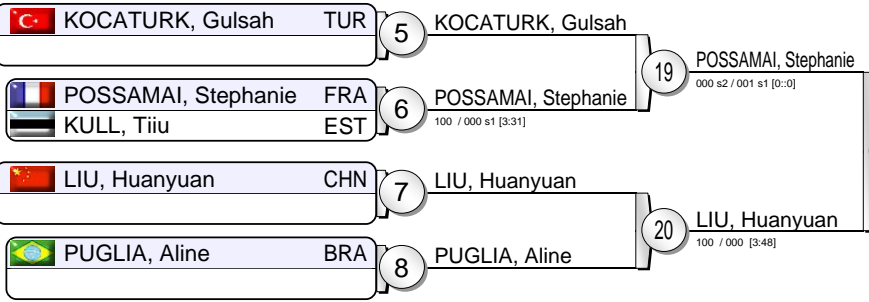 KOCATURK, Gulsah TUR
5
KOCATURK, Gulsah
19
POSSAMAI, Stephanie
000 s2 / 001 s1 [0::0]
POSSAMAI, Stephanie FRA
KULL, Tiiu EST
6
POSSAMAI, Stephanie
100 / 000 s1 [3:31]
LIU, Huanyuan CHN
7
LIU, Huanyuan
20
LIU, Huanyuan
100 / 000 [3:48]
PUGLIA, Aline BRA
8
PUGLIA, Aline